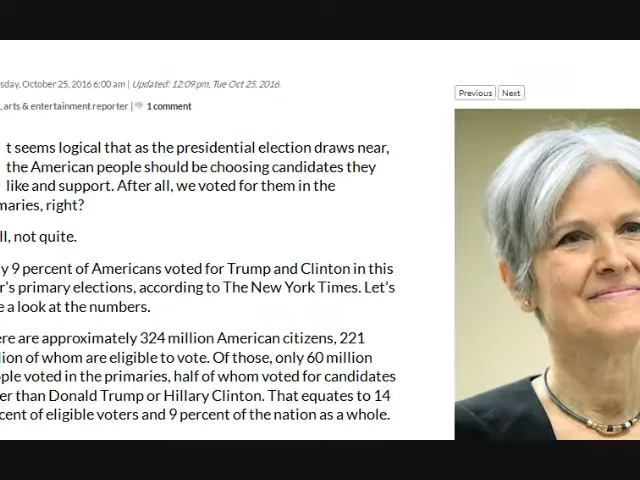 sday, October 25, 2016 6:00 am | Updated: 12:09 pm, Tue Oct 25, 2016.
, arts & entertainment reporter | 1 comment
Previous Next
t seems logical that as the presidential election draws near,
the American people should be choosing candidates they
like and support. After all, we voted for them in the
maries, right?
ll, not quite.
y 9 percent of Americans voted for Trump and Clinton in this
r's primary elections, according to The New York Times. Let's
e a look at the numbers.
ere are approximately 324 million American citizens, 221
lion of whom are eligible to vote. Of those, only 60 million
ple voted in the primaries, half of whom voted for candidates
er than Donald Trump or Hillary Clinton. That equates to 14
cent of eligible voters and 9 percent of the nation as a whole.